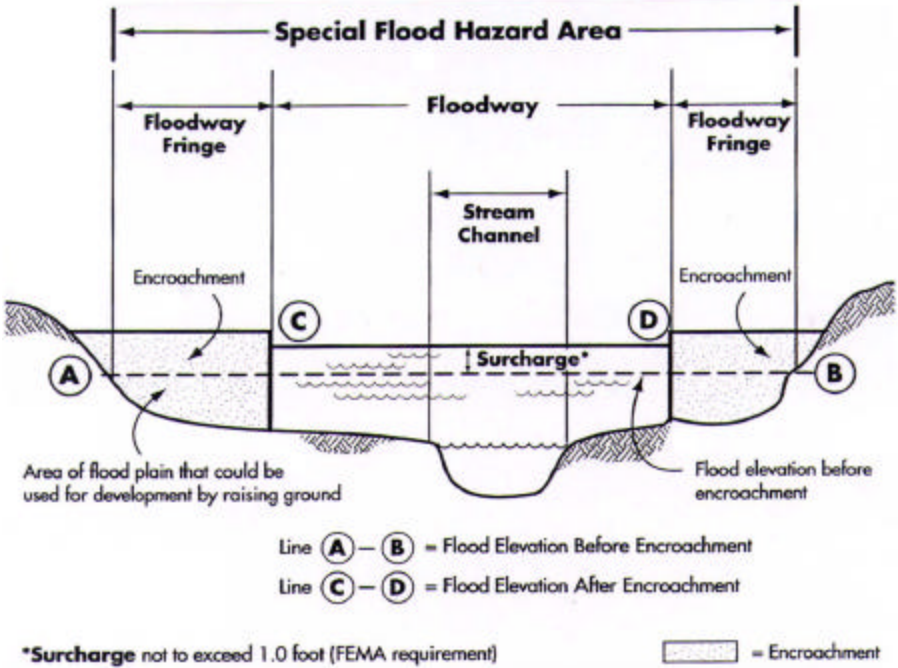 Special Flood Hazard Area
Floodway
Fringe
Floodway
Floodway
Fringe
Stream
Channel
Encroachment
Encroachment
C
D
Surcharge*
A
B
Area of flood plain that could be
used for development by raising ground
Flood elevation before
encroachment
Line A – B = Flood Elevation Before Encroachment
Line C – D = Flood Elevation After Encroachment
*Surcharge not to exceed 1.0 foot (FEMA requirement)
= Encroachment